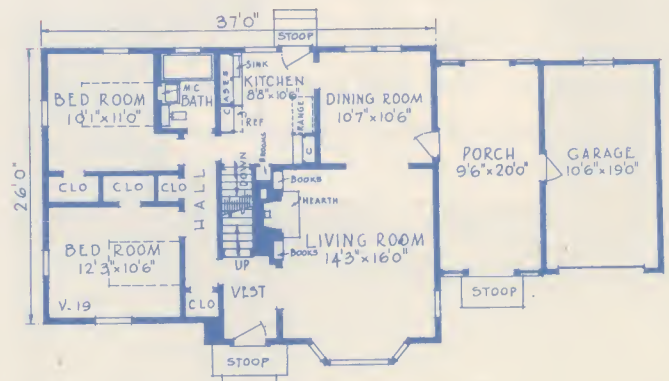 37'0"
STOOP
26'0"
BED ROOM
10'1" x 11'0"
M.C.
BATH
SINK
CASES
KITCHEN
8'8" x 10'6"
REF
RANGE
C
DINING ROOM
10'7" x 10'6"
PORCH
9'6" x 20'0"
GARAGE
10'6" x 19'0"
CLO
CLO
CLO
HALL
DOWN
BOOKS
HEARTH
LIVING ROOM
14'3" x 16'0"
BOOKS
BED ROOM
12'3" x 10'6"
V-19
CLO
UP
VEST
STOOP
STOOP